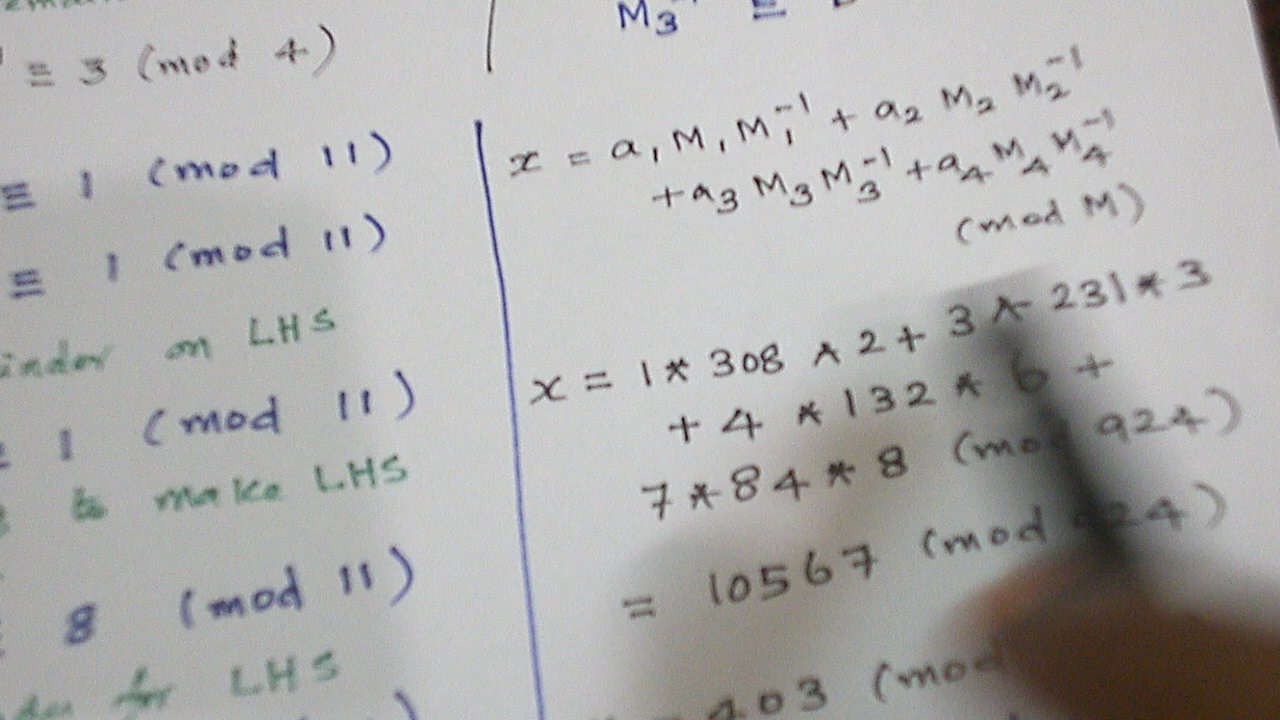 ≡ 3 (mod 4)
≡ 1 (mod 11)
≡ 1 (mod 11)
on LHS
1 (mod 11)
to make LHS
8 (mod 11)
for LHS
M₃⁻¹ ≡
x = a₁ M₁ M₁⁻¹ + a₂ M₂ M₂⁻¹
+ a₃ M₃ M₃⁻¹ + a₄ M₄ M₄⁻¹
(mod M)
x = 1 * 308 * 2 + 3 * 231 * 3
+ 4 * 132 * 6 +
7 * 84 * 8 (mod 924)
= 10567 (mod 924)
403 (mod